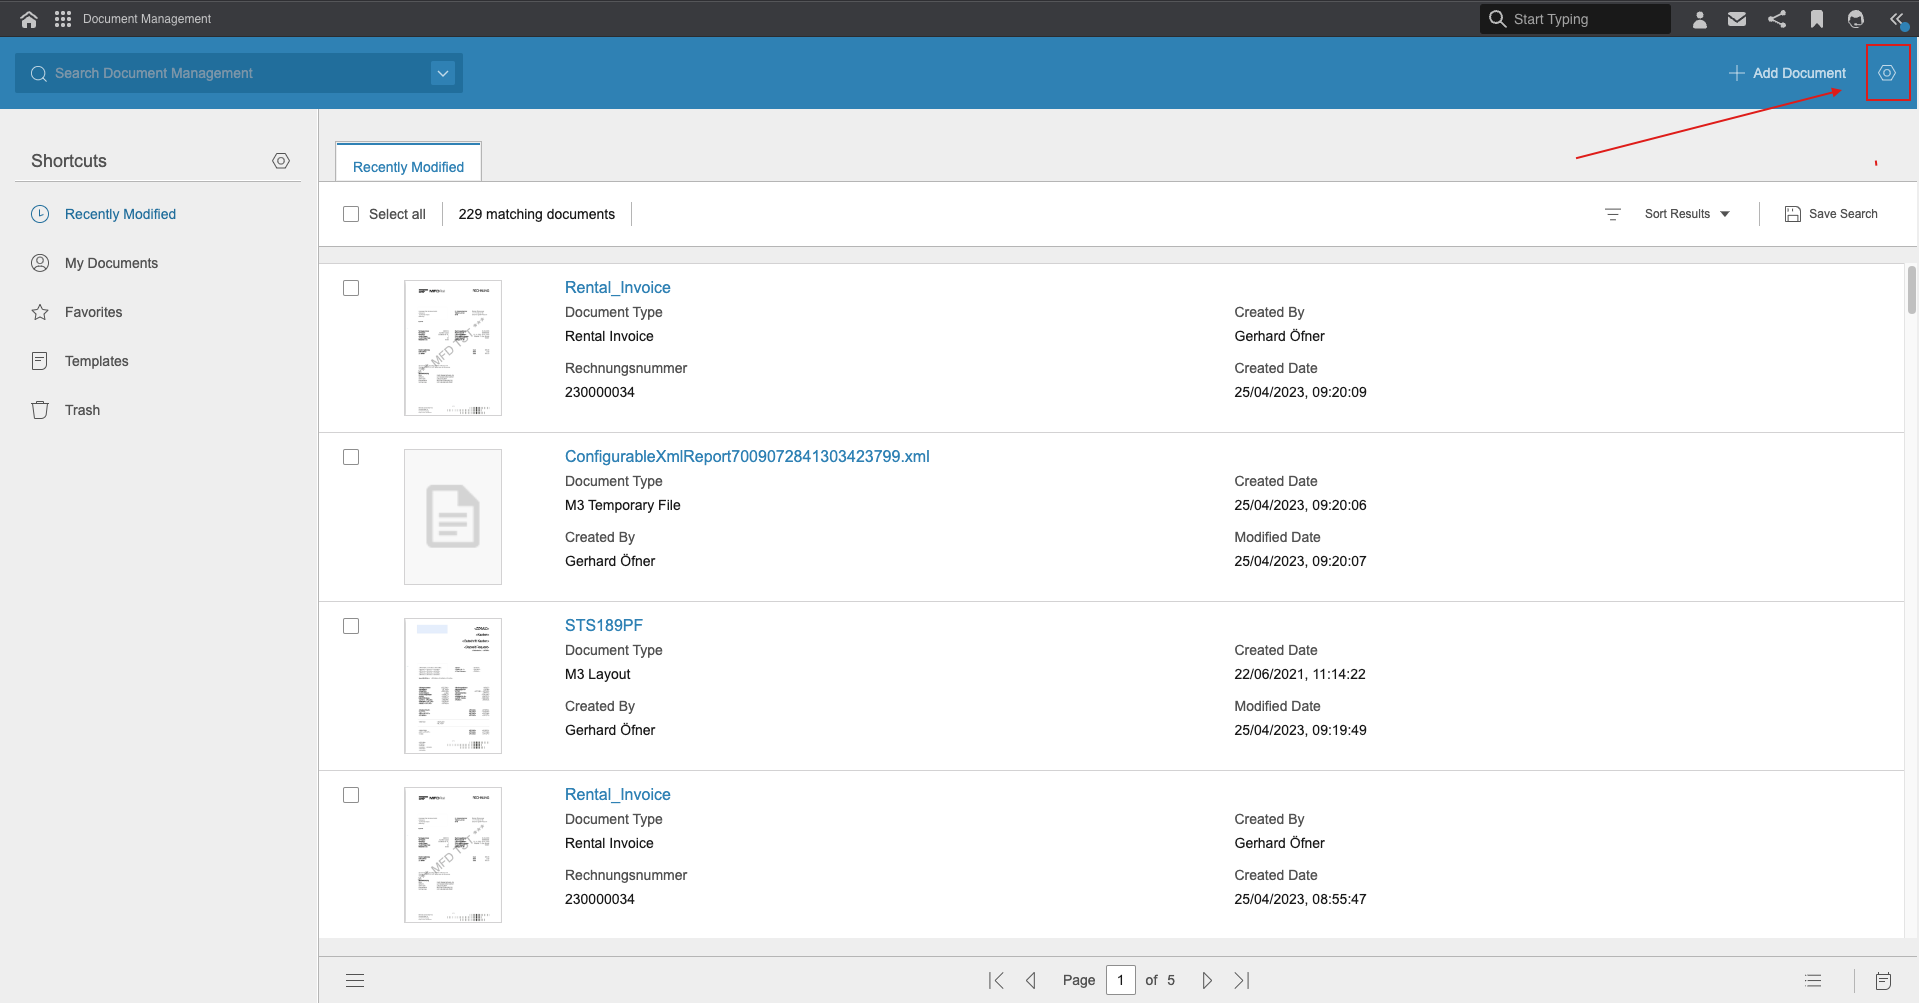 Document Management
Start Typing
Search Document Management
Add Document
Shortcuts
Recently Modified
My Documents
Favorites
Templates
Trash
Recently Modified
Select all
229 matching documents
Sort Results
Save Search
Rental_Invoice
Document Type
Rental Invoice
Rechnungsnummer
230000034
Created By
Gerhard Öfner
Created Date
25/04/2023, 09:20:09
MFD TST ***
ConfigurableXmlReport7009072841303423799.xml
Document Type
M3 Temporary File
Created By
Gerhard Öfner
Created Date
25/04/2023, 09:20:06
Modified Date
25/04/2023, 09:20:07
STS189PF
Document Type
M3 Layout
Created By
Gerhard Öfner
Created Date
22/06/2021, 11:14:22
Modified Date
25/04/2023, 09:19:49
Rental_Invoice
Document Type
Rental Invoice
Rechnungsnummer
230000034
Created By
Gerhard Öfner
Created Date
25/04/2023, 08:55:47
MFD TST ***
Page 1 of 5